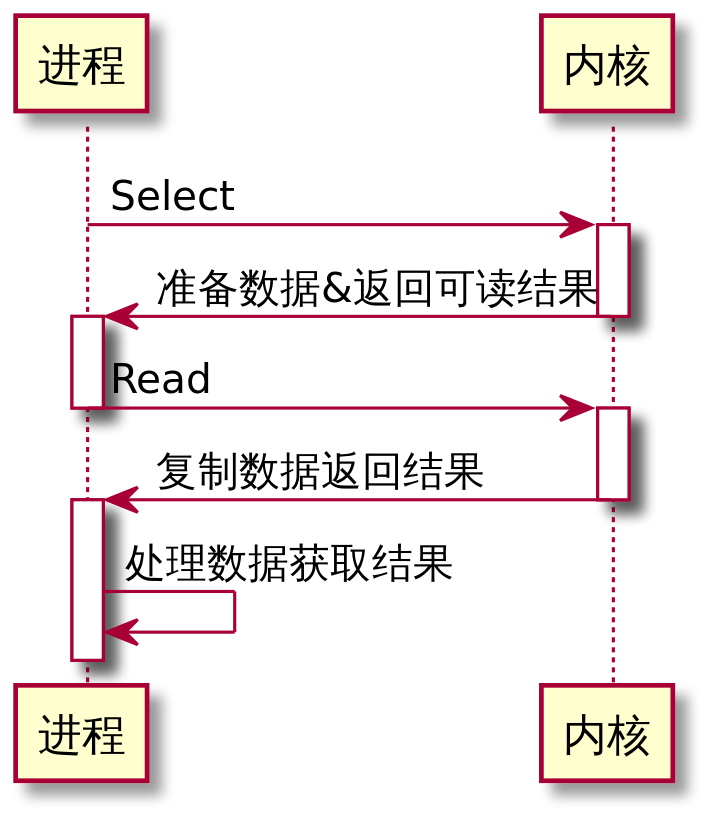 进程
内核
Select
准备数据&返回可读结果
Read
复制数据返回结果
处理数据获取结果
进程
内核